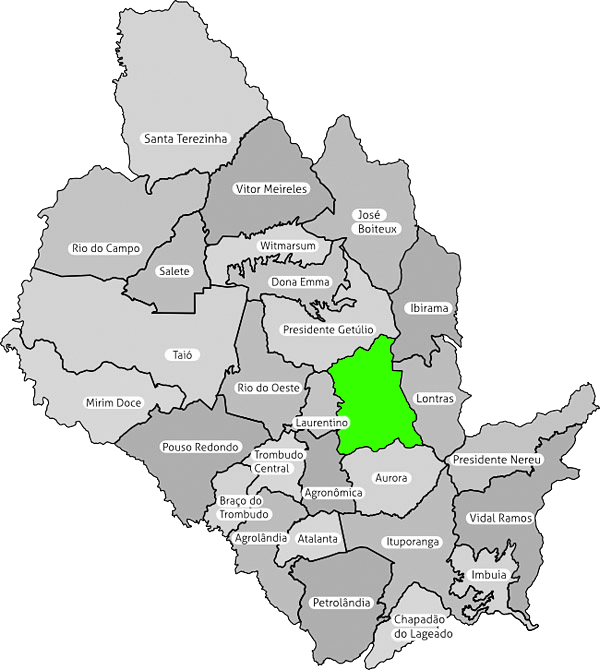 Santa Terezinha
Vitor Meireles
José
Boiteux
Rio do Campo
Witmarsum
Salete
Dona Emma
Ibirama
Presidente Getúlio
Taió
Rio do Oeste
Mirim Doce
Lontras
Laurentino
Pouso Redondo
Trombudo
Central
Presidente Nereu
Aurora
Agronômica
Braço do
Trombudo
Vidal Ramos
Agrolândia
Atalanta
Ituporanga
Imbuia
Petrolândia
Chapadão
do Lageado